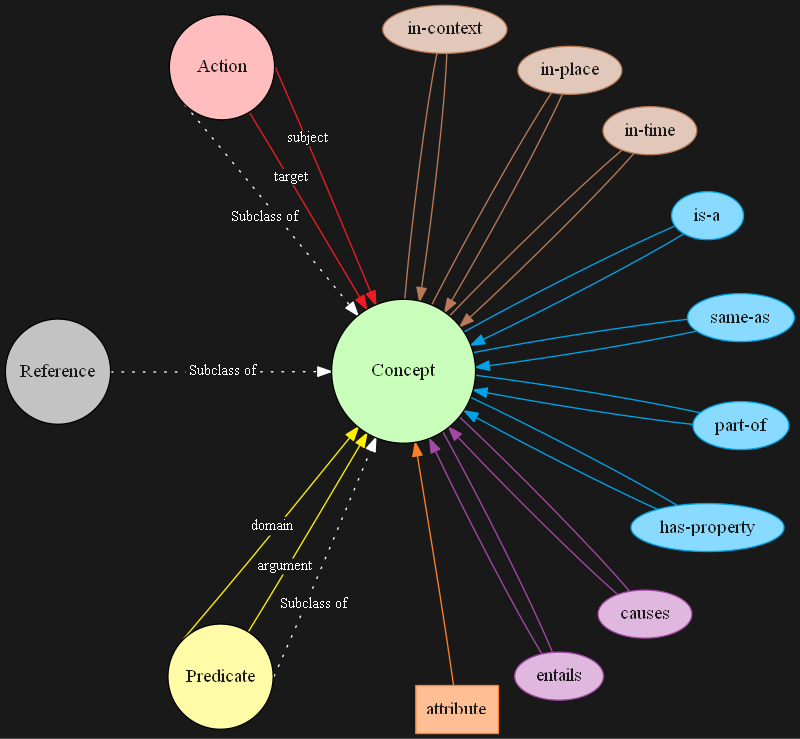 in-context
Action
in-place
in-time
subject
target
Subclass of
is-a
same-as
Reference
Subclass of
Concept
part-of
domain
has-property
argument
Subclass of
causes
Predicate
entails
attribute